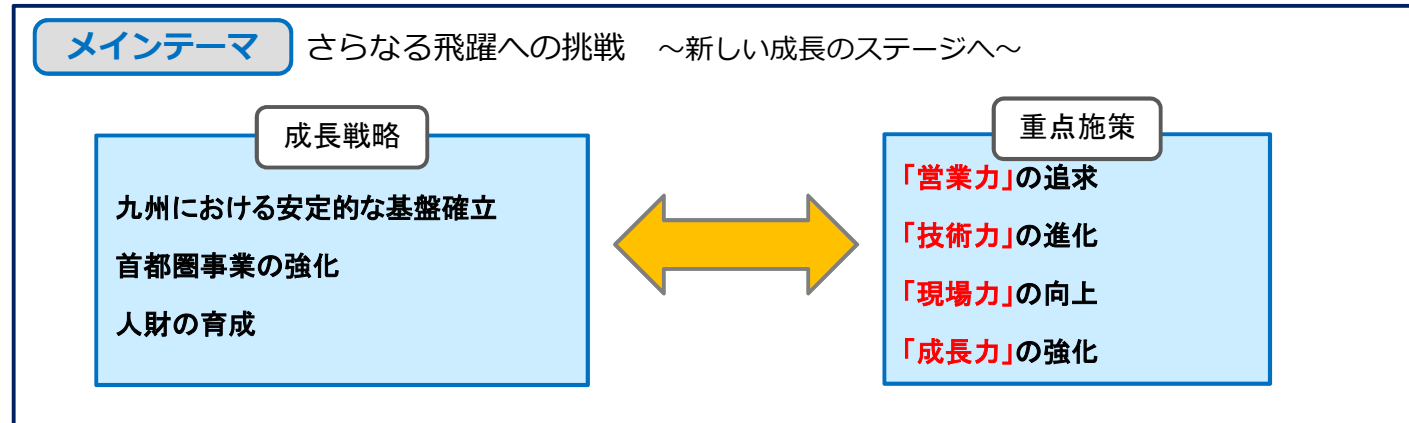 メインテーマ さらなる飛躍への挑戦 ～新しい成長のステージへ～
成長戦略
九州における安定的な基盤確立
首都圏事業の強化
人財の育成
重点施策
「営業力」の追求
「技術力」の進化
「現場力」の向上
「成長力」の強化